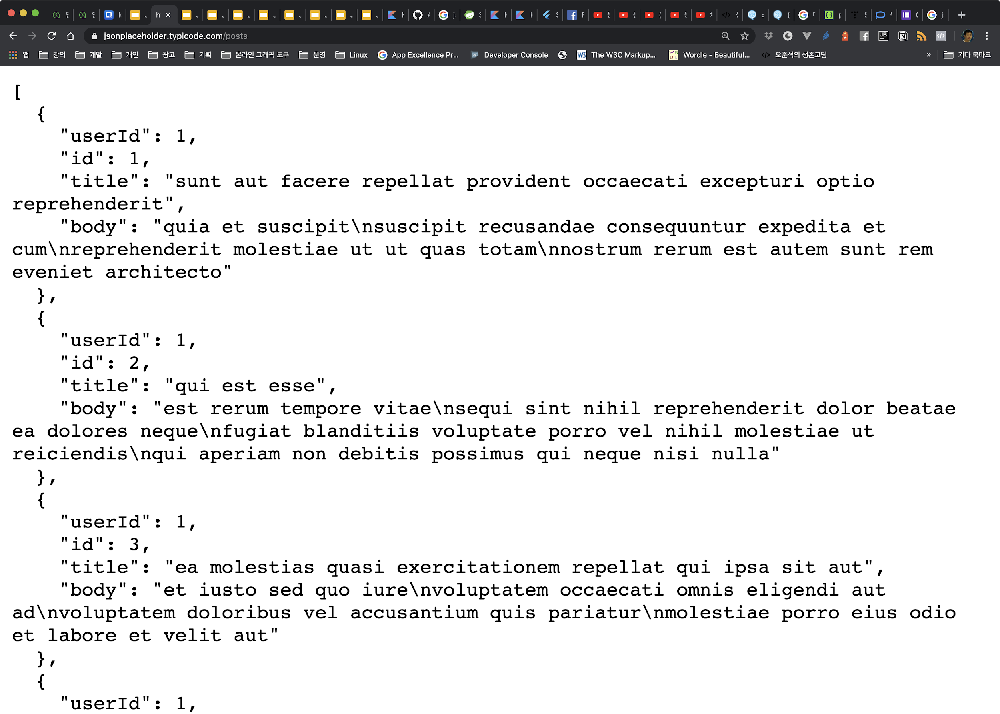 h
jsonplaceholder.typicode.com/posts
앱 강의 개발 개인 광고 기획 온라인 그래픽 도구 운영 Linux App Excellence Pr... Developer Console The W3C Markup... Wordle - Beautiful... 오준석의 생존코딩 » 기타 북마크
[
{
"userId": 1,
"id": 1,
"title": "sunt aut facere repellat provident occaecati excepturi optio
reprehenderit",
"body": "quia et suscipit\nsuscipit recusandae consequuntur expedita et
cum\nreprehenderit molestiae ut ut quas totam\nnostrum rerum est autem sunt rem
eveniet architecto"
},
{
"userId": 1,
"id": 2,
"title": "qui est esse",
"body": "est rerum tempore vitae\nsequi sint nihil reprehenderit dolor beatae
ea dolores neque\nfugiat blanditiis voluptate porro vel nihil molestiae ut
reiciendis\nqui aperiam non debitis possimus qui neque nisi nulla"
},
{
"userId": 1,
"id": 3,
"title": "ea molestias quasi exercitationem repellat qui ipsa sit aut",
"body": "et iusto sed quo iure\nvoluptatem occaecati omnis eligendi aut
ad\nvoluptatem doloribus vel accusantium quis pariatur\nmolestiae porro eius odio
et labore et velit aut"
},
{
"userId": 1,